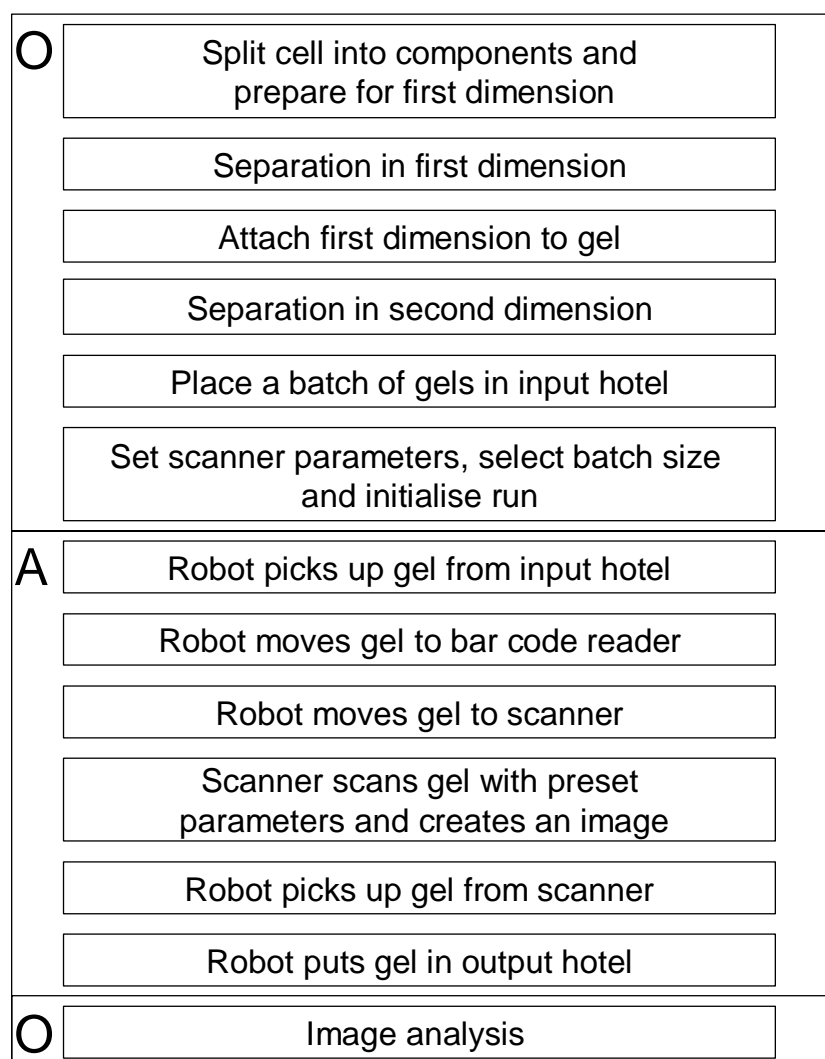 O
Split cell into components and
prepare for first dimension
Separation in first dimension
Attach first dimension to gel
Separation in second dimension
Place a batch of gels in input hotel
Set scanner parameters, select batch size
and initialise run
A
Robot picks up gel from input hotel
Robot moves gel to bar code reader
Robot moves gel to scanner
Scanner scans gel with preset
parameters and creates an image
Robot picks up gel from scanner
Robot puts gel in output hotel
O
Image analysis